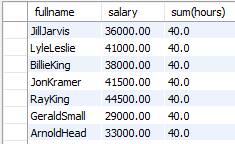 fullname salary sum(hours)
JillJarvis 36000.00 40.0
LyleLeslie 41000.00 40.0
BillieKing 38000.00 40.0
JonKramer 41500.00 40.0
RayKing 44500.00 40.0
GeraldSmall 29000.00 40.0
ArnoldHead 33000.00 40.0